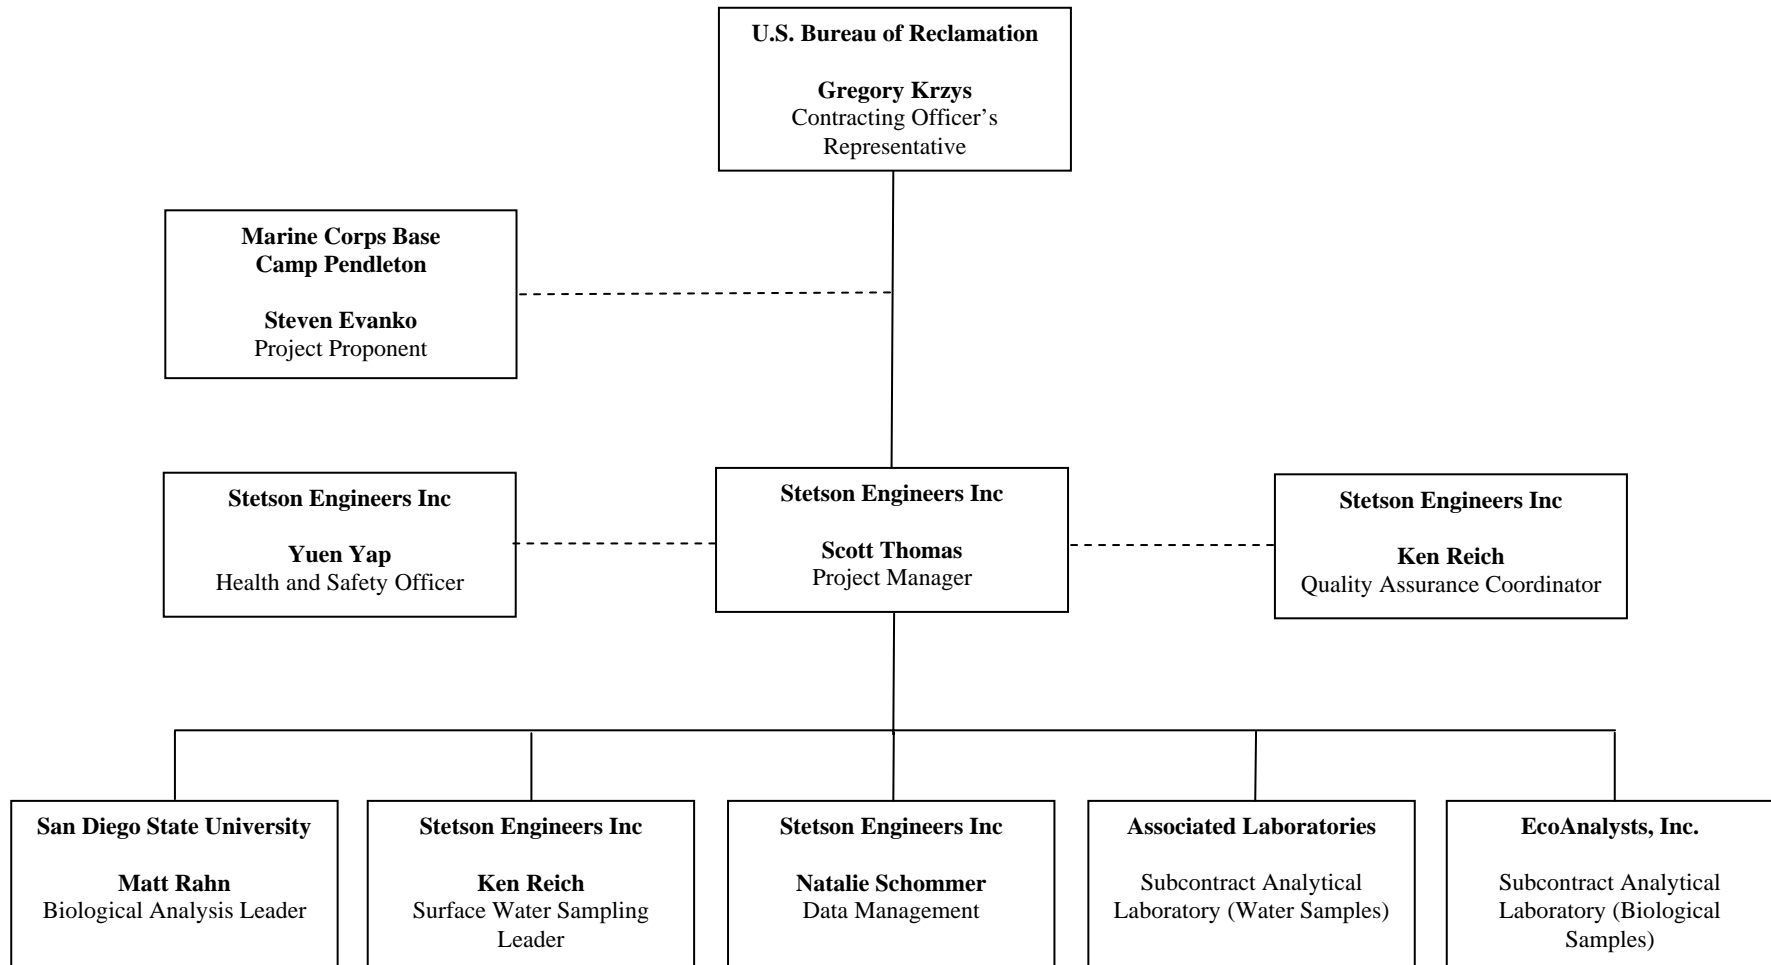 U.S. Bureau of Reclamation
Gregory Krzys
Contracting Officer’s
Representative
Marine Corps Base
Camp Pendleton
Steven Evanko
Project Proponent
Stetson Engineers Inc
Yuen Yap
Health and Safety Officer
Stetson Engineers Inc
Scott Thomas
Project Manager
Stetson Engineers Inc
Ken Reich
Quality Assurance Coordinator
San Diego State University
Matt Rahn
Biological Analysis Leader
Stetson Engineers Inc
Ken Reich
Surface Water Sampling
Leader
Stetson Engineers Inc
Natalie Schommer
Data Management
Associated Laboratories
Subcontract Analytical
Laboratory (Water Samples)
EcoAnalysts, Inc.
Subcontract Analytical
Laboratory (Biological
Samples)